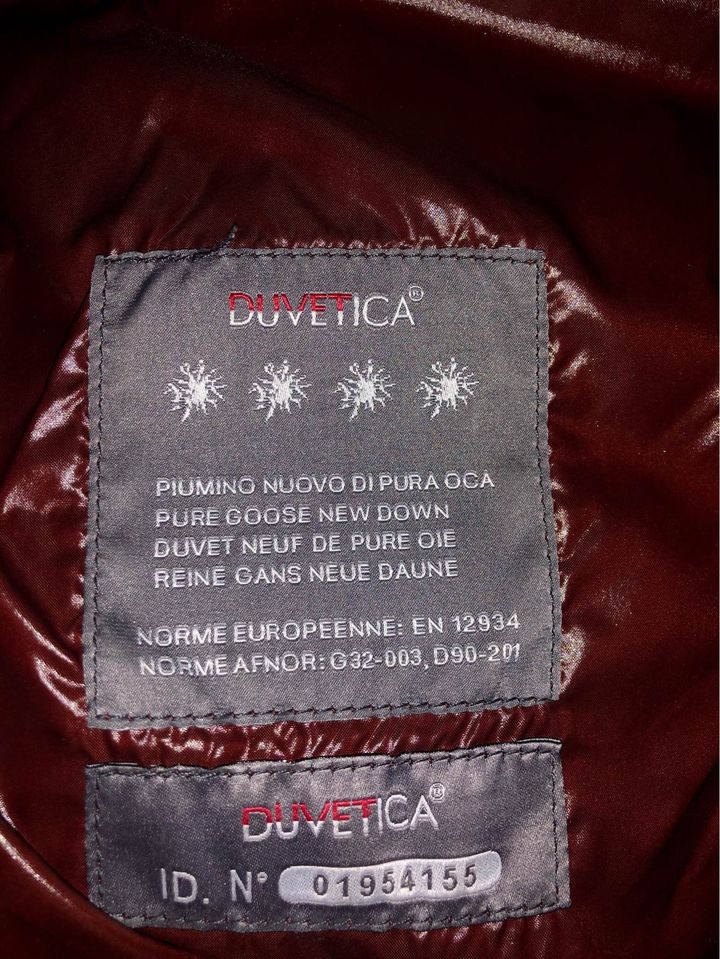 DUVETICA®
PIUMINO NUOVO DI PURA OCA
PURE GOOSE NEW DOWN
DUVET NEUF DE PURE OIE
REINE GANS NEUE DAUNE
NORME EUROPEENNE: EN 12934
NORME AFNOR: G32-003, D90-201
DUVETICA®
ID. N° 01954155